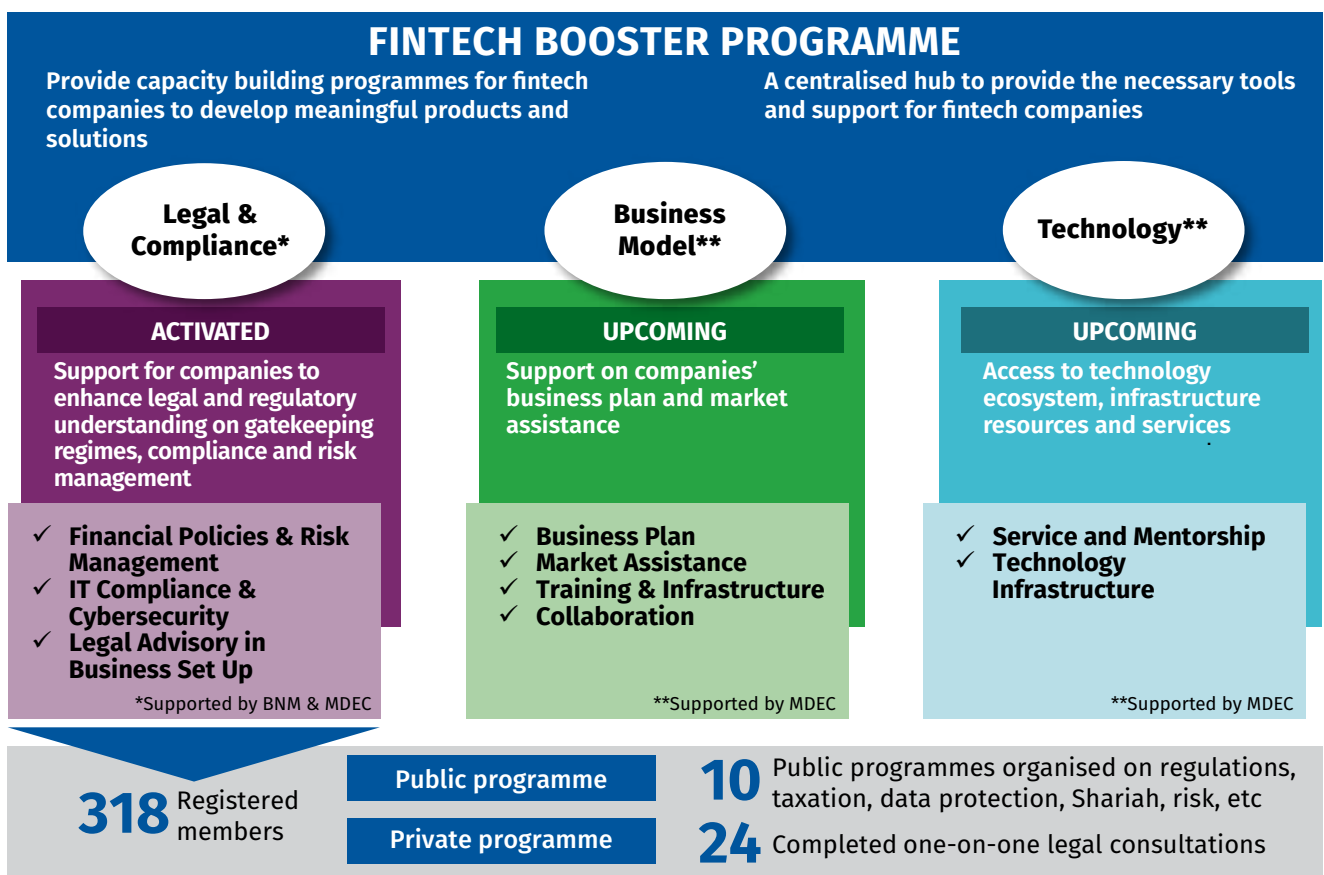 FINTECH BOOSTER PROGRAMME
Provide capacity building programmes for fintech
companies to develop meaningful products and
solutions
A centralised hub to provide the necessary tools
and support for fintech companies
Legal &
Compliance*
ACTIVATED
Support for companies to
enhance legal and regulatory
understanding on gatekeeping
regimes, compliance and risk
management
✓ Financial Policies & Risk
Management
✓ IT Compliance &
Cybersecurity
✓ Legal Advisory in
Business Set Up
*Supported by BNM & MDEC
Business
Model**
UPCOMING
Support on companies’
business plan and market
assistance
✓ Business Plan
✓ Market Assistance
✓ Training & Infrastructure
✓ Collaboration
**Supported by MDEC
Technology**
UPCOMING
Access to technology
ecosystem, infrastructure
resources and services
✓ Service and Mentorship
✓ Technology
Infrastructure
**Supported by MDEC
318 Registered
members
Public programme
10 Public programmes organised on regulations,
taxation, data protection, Shariah, risk, etc
Private programme
24 Completed one-on-one legal consultations